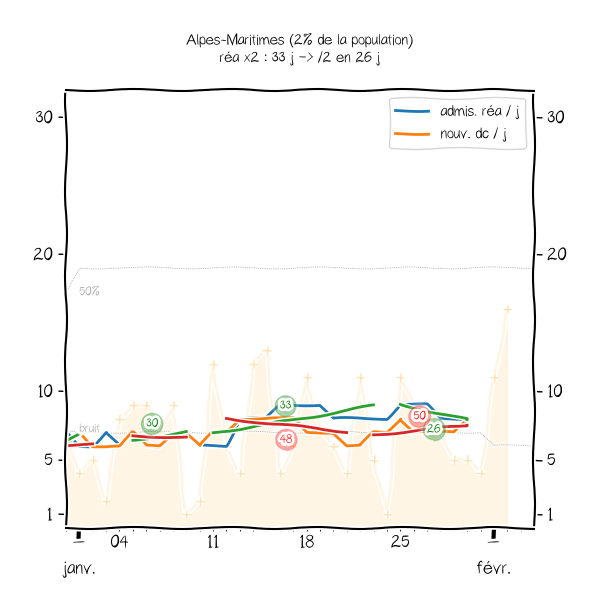 Alpes-Maritimes (2% de la population)
réa x2 : 33 j -> /2 en 26 j
admis. réa / j
nouv. dc / j
30
30
20
20
50%
10
10
33
50
30
bruit
26
48
5
5
1
1
04
11
18
25
janv.
févr.